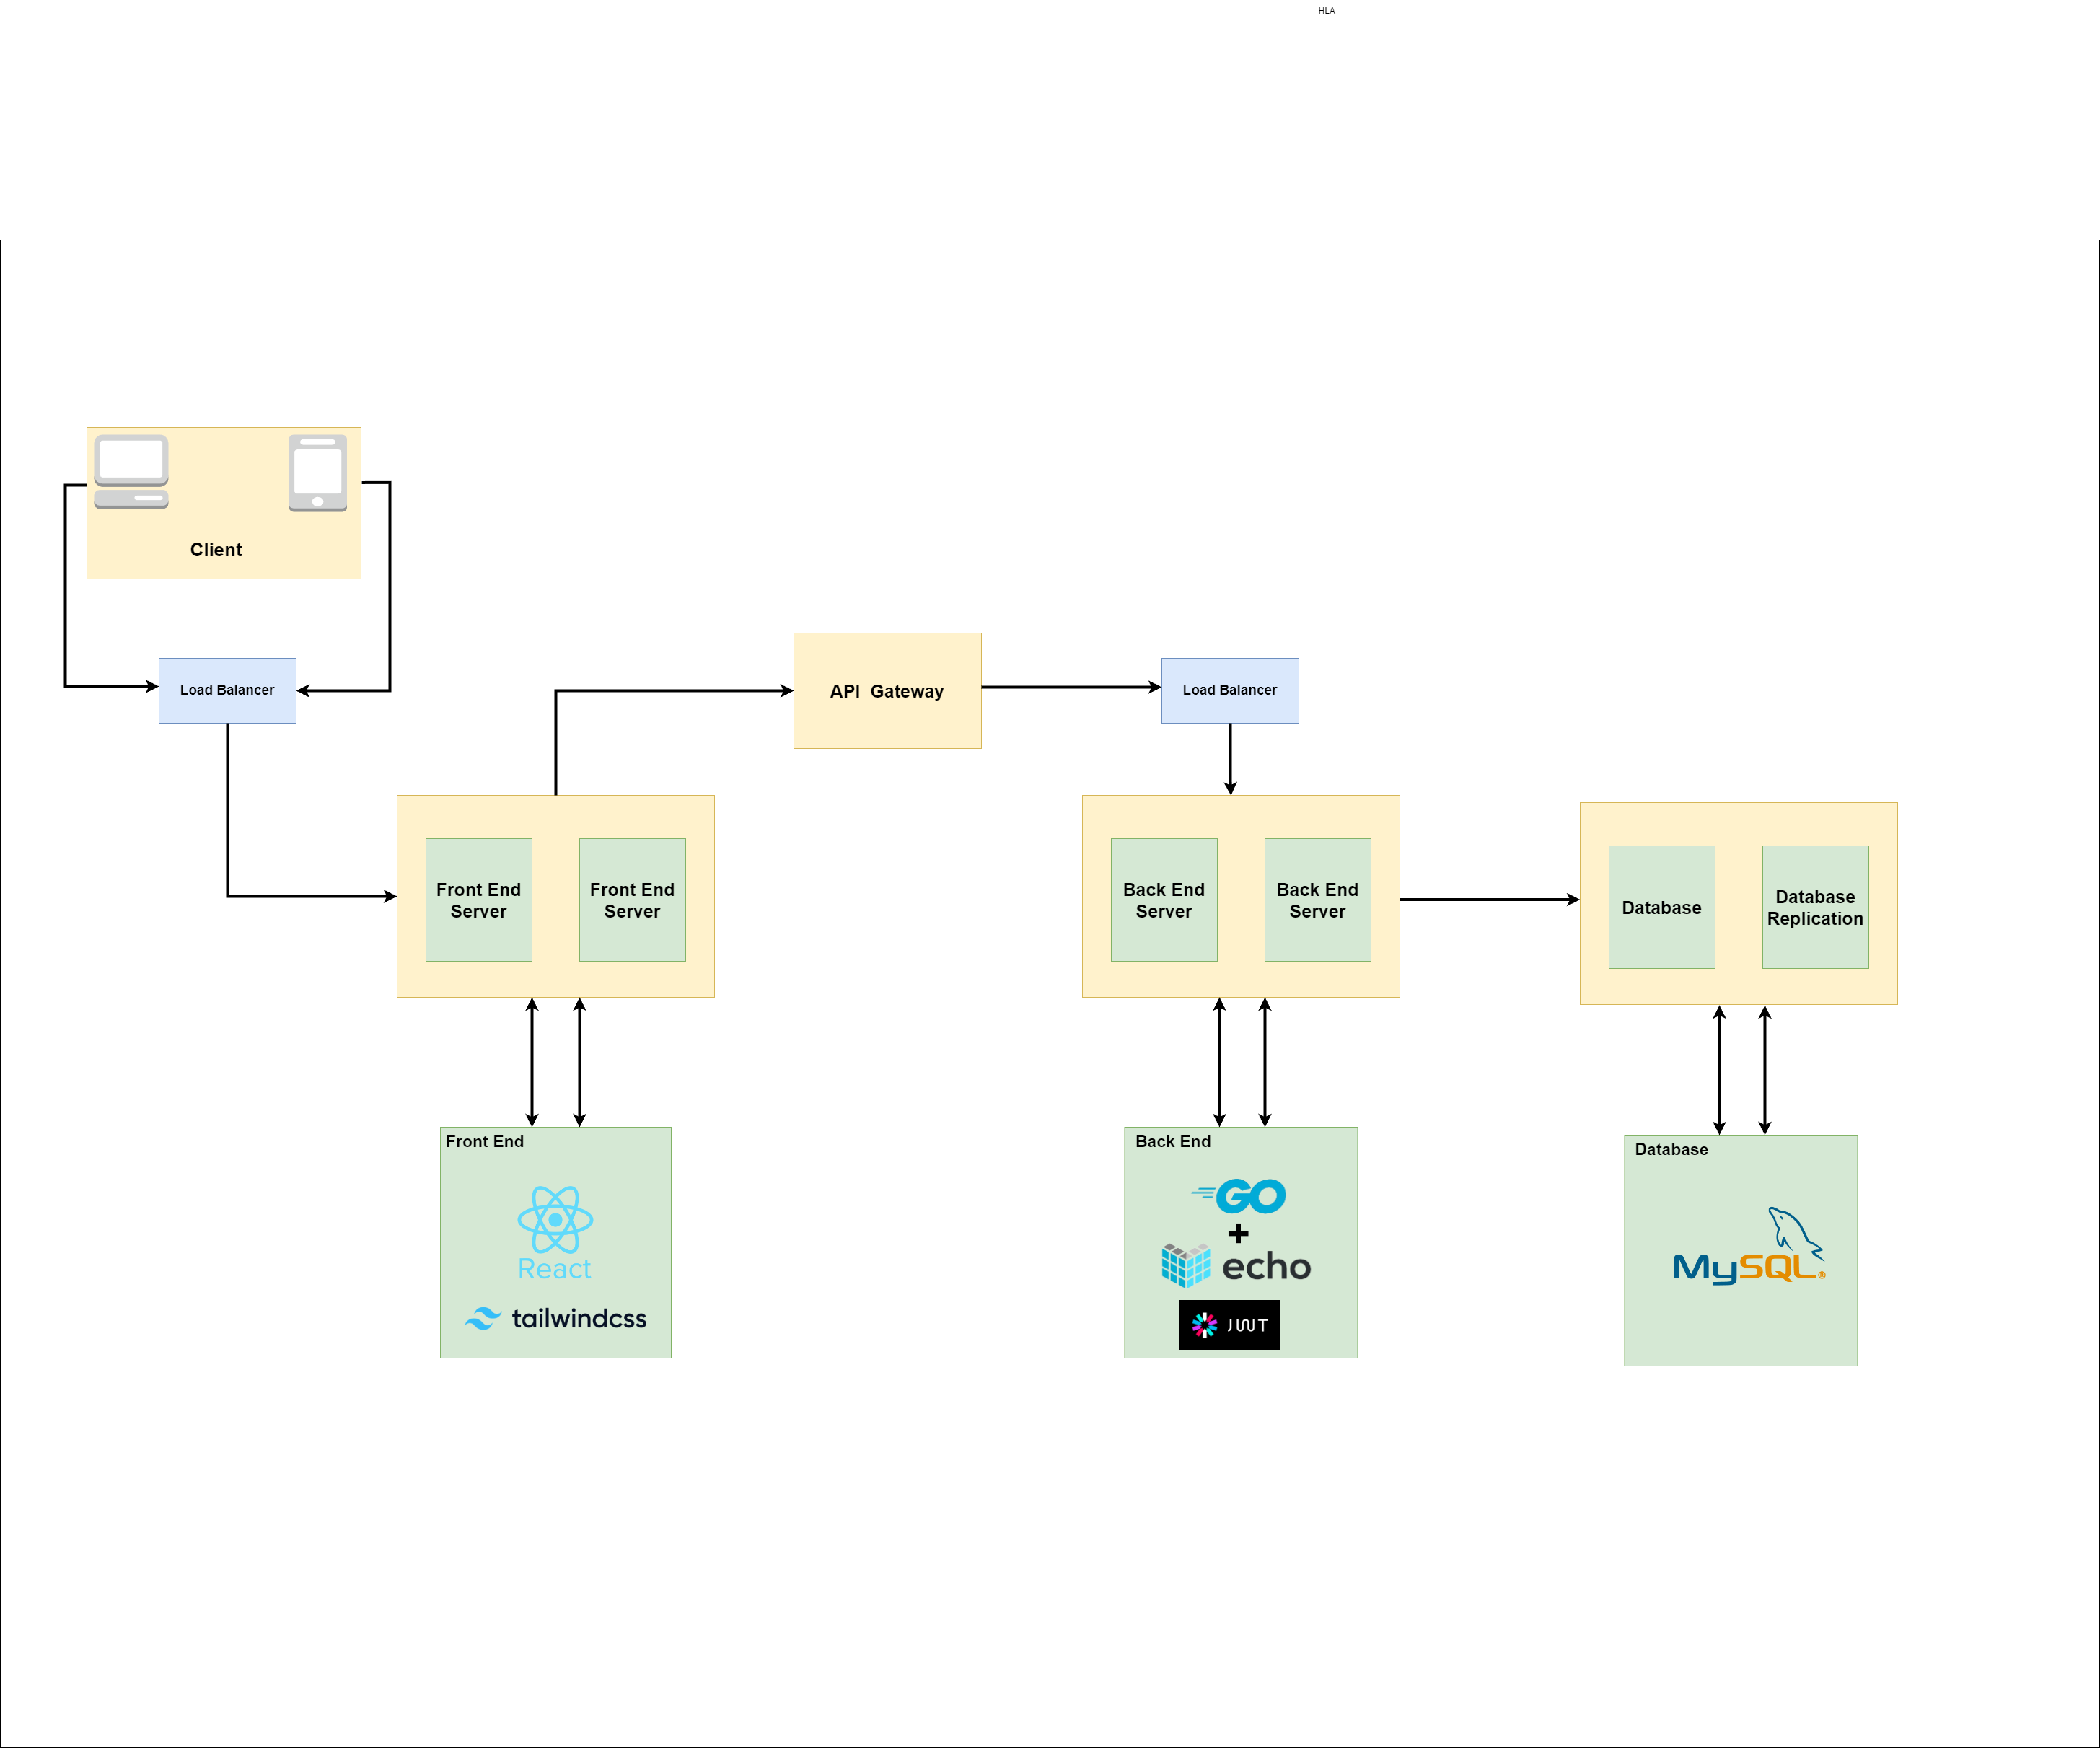 HLA
Client
Load Balancer
API  Gateway
Load Balancer
Front End
Server
Front End
Server
Back End
Server
Back End
Server
Database
Database
Replication
Front End
React
tailwindcss
Back End
GO
+
echo
JWT
Database
MySQL®